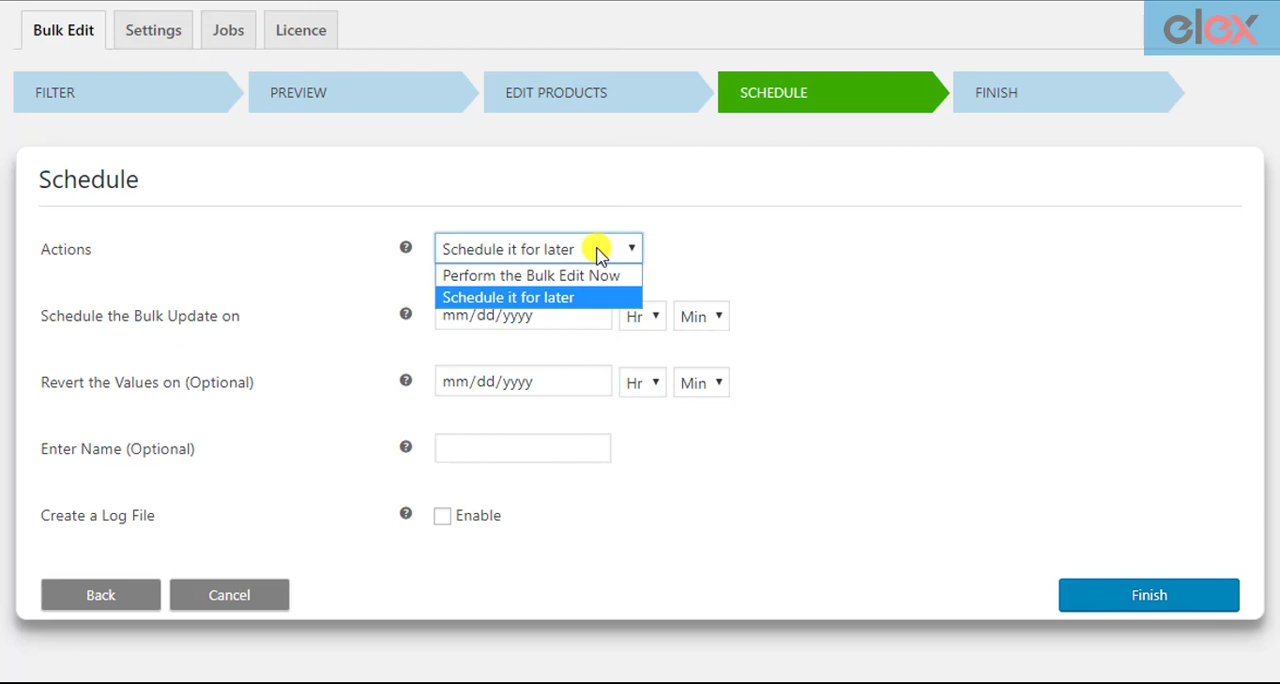 Bulk Edit Settings Jobs Licence
elex
FILTER PREVIEW EDIT PRODUCTS SCHEDULE FINISH
Schedule
Actions Schedule it for later
Perform the Bulk Edit Now
Schedule it for later
Schedule the Bulk Update on mm/dd/yyyy Hr Min
Revert the Values on (Optional) mm/dd/yyyy Hr Min
Enter Name (Optional)
Create a Log File Enable
Back Cancel Finish